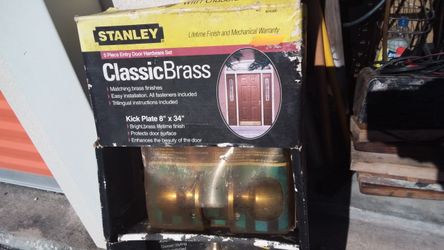 STANLEY
Lifetime Finish and Mechanical Warranty
5 Piece Entry Door Hardware Set
ClassicBrass
• Matching brass finishes
• Easy installation, All fasteners included
• Trilingual instructions included
Kick Plate 8" x 34"
• Bright brass lifetime finish
• Protects door surface
• Enhances the beauty of the door